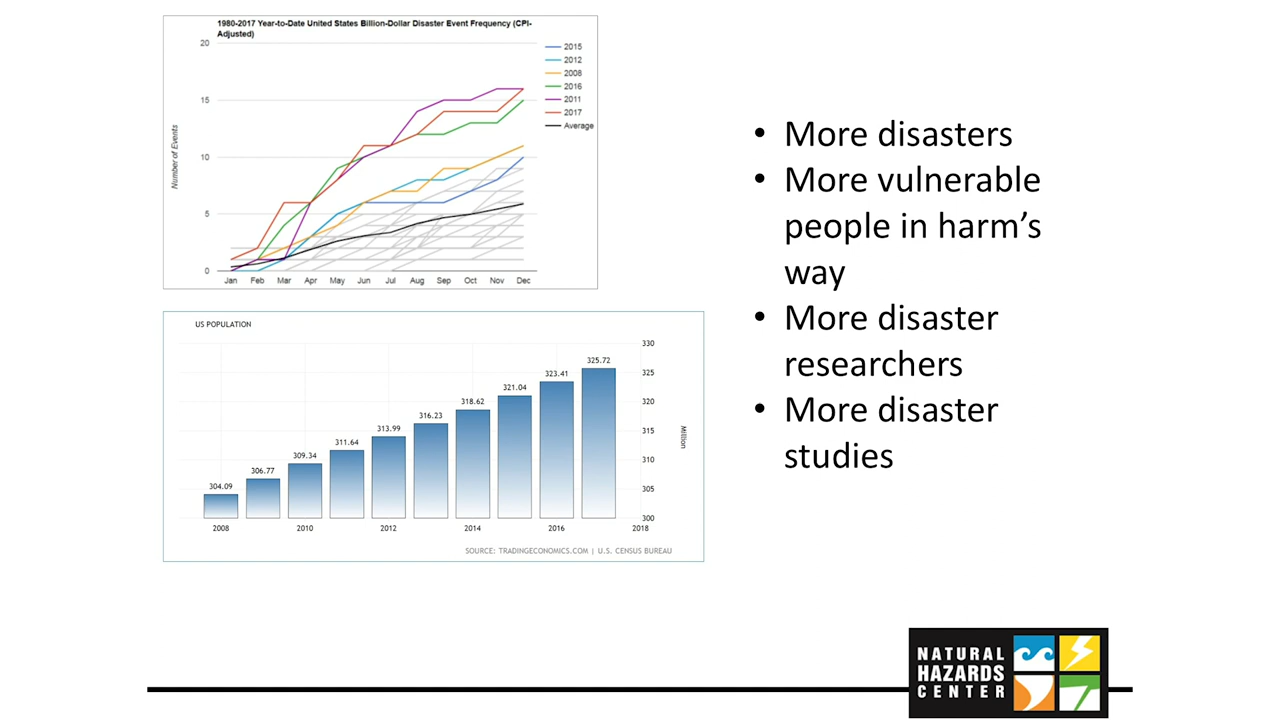 1980-2017 Year-to-Date United States Billion-Dollar Disaster Event Frequency (CPI-
Adjusted)
20
15
10
5
0
Number of Events
Jan Feb Mar Apr May Jun Jul Aug Sep Oct Nov Dec
2015
2012
2008
2016
2011
2017
Average
US POPULATION
304.09
306.77
309.34
311.64
313.99
316.23
318.62
321.04
323.41
325.72
330
325
320
315
310
305
300
Million
2008 2010 2012 2014 2016 2018
SOURCE: TRADINGECONOMICS.COM | U.S. CENSUS BUREAU
• More disasters
• More vulnerable
people in harm’s
way
• More disaster
researchers
• More disaster
studies
NATURAL
HAZARDS
CENTER